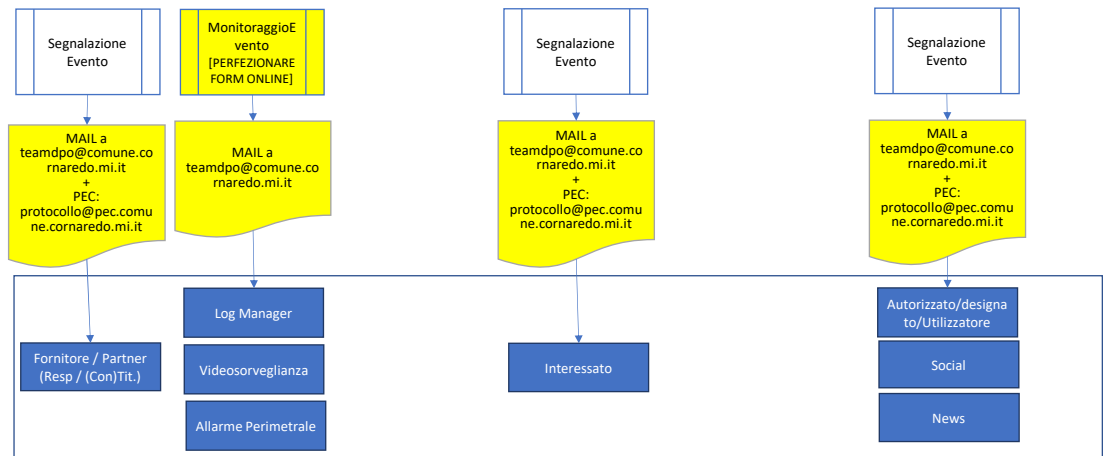 Segnalazione
Evento
MonitoraggioE
vento
[PERFEZIONARE
FORM ONLINE]
Segnalazione
Evento
Segnalazione
Evento
MAIL a
teamdpo@comune.co
rnaredo.mi.it
+
PEC:
protocollo@pec.comu
ne.cornaredo.mi.it
MAIL a
teamdpo@comune.co
rnaredo.mi.it
MAIL a
teamdpo@comune.co
rnaredo.mi.it
+
PEC:
protocollo@pec.comu
ne.cornaredo.mi.it
MAIL a
teamdpo@comune.co
rnaredo.mi.it
+
PEC:
protocollo@pec.comu
ne.cornaredo.mi.it
Fornitore / Partner
(Resp / (Con)Tit.)
Log Manager
Videosorveglianza
Allarme Perimetrale
Interessato
Autorizzato/designa
to/Utilizzatore
Social
News